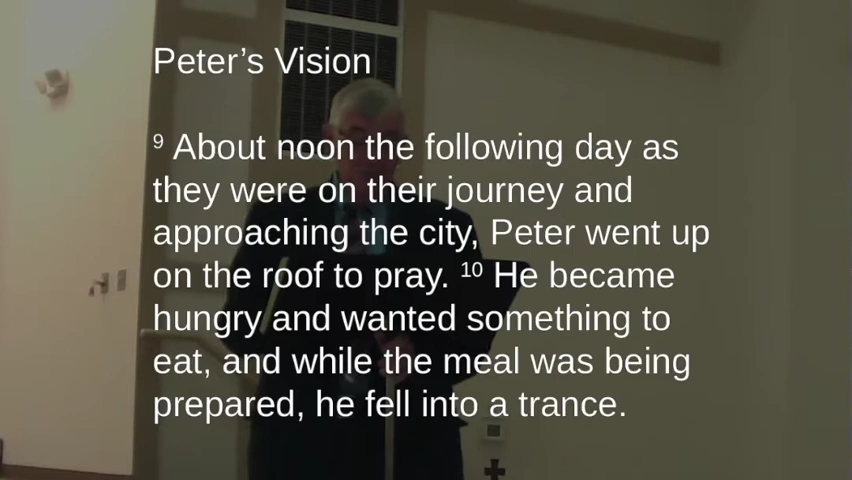 Peter’s Vision
⁹ About noon the following day as
they were on their journey and
approaching the city, Peter went up
on the roof to pray. ¹⁰ He became
hungry and wanted something to
eat, and while the meal was being
prepared, he fell into a trance.